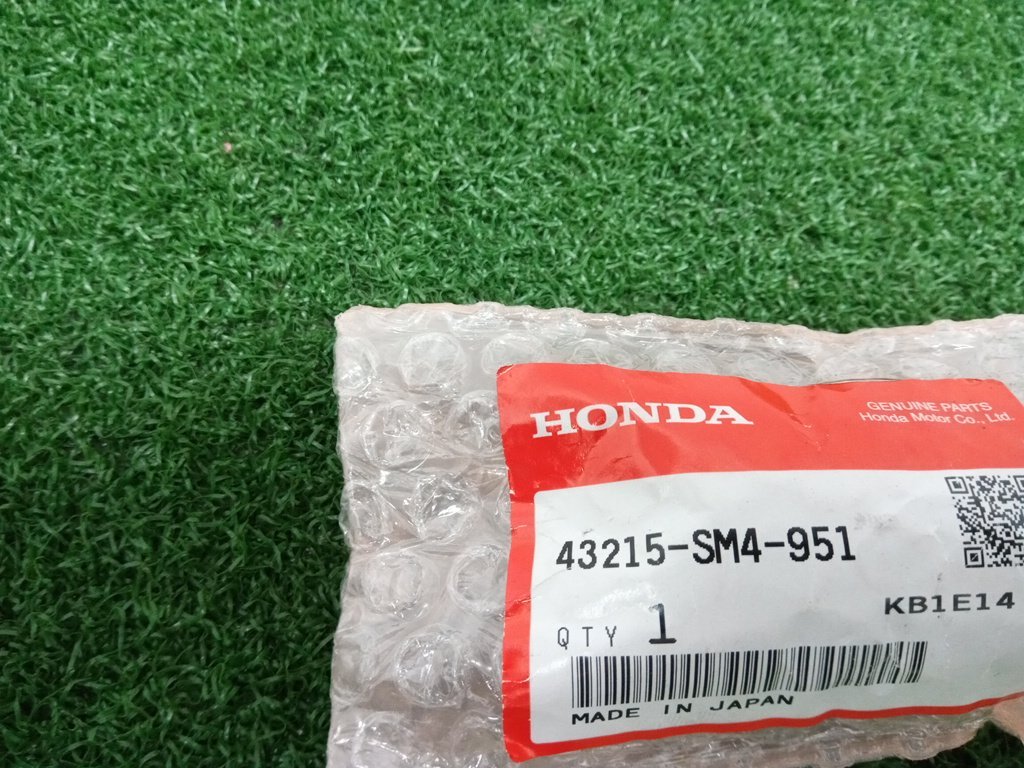 HONDA
GENUINE PARTS
Honda Motor Co., Ltd.
43215-SM4-951
KB1E14
QTY 1
MADE IN JAPAN